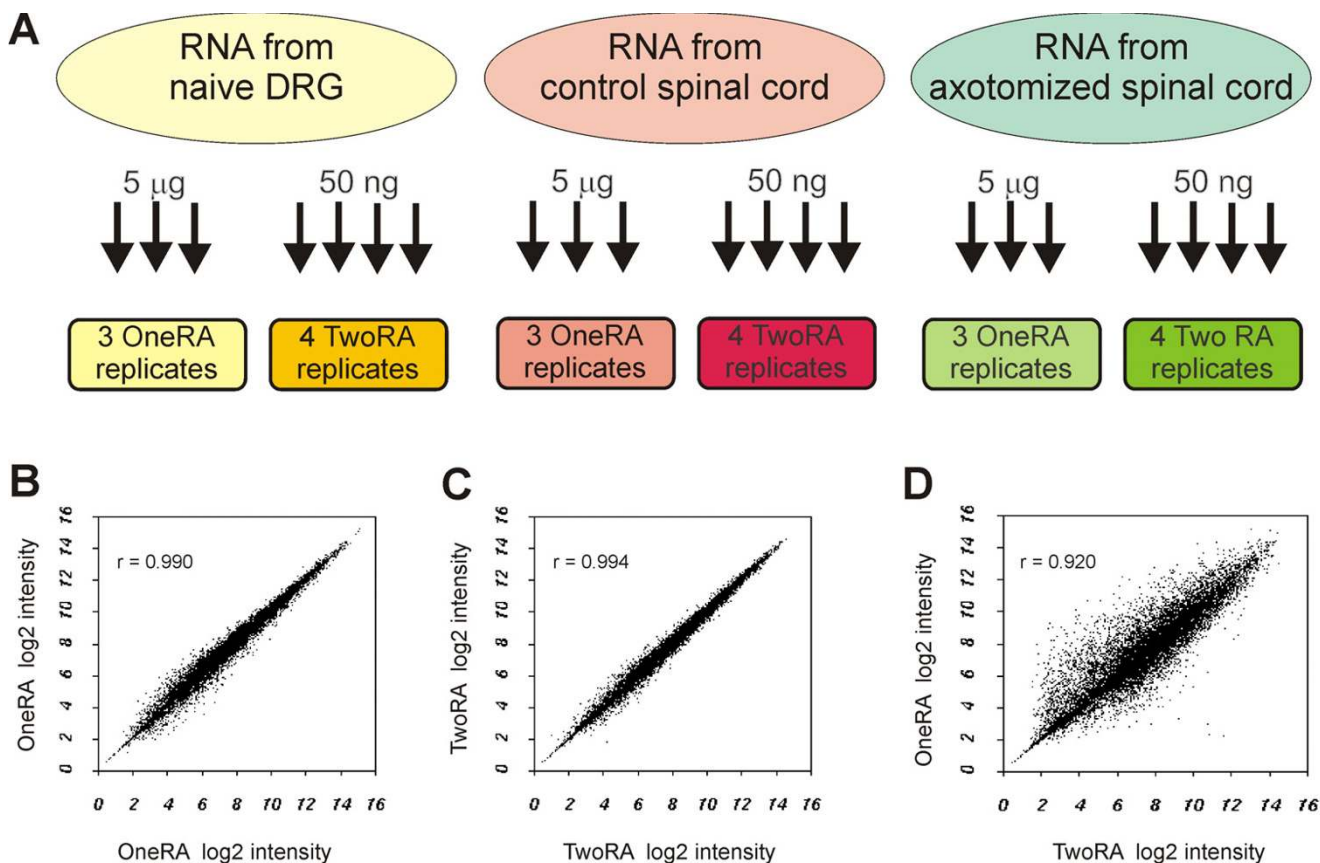 A
RNA from
naive DRG
RNA from
control spinal cord
RNA from
axotomized spinal cord
5 μg
50 ng
5 μg
50 ng
5 μg
50 ng
3 OneRA
replicates
4 TwoRA
replicates
3 OneRA
replicates
4 TwoRA
replicates
3 OneRA
replicates
4 Two RA
replicates
B
OneRA log2 intensity
16
14
12
10
8
6
4
2
0
r = 0.990
0 2 4 6 8 10 12 14 16
OneRA log2 intensity
C
TwoRA log2 intensity
16
14
12
10
8
6
4
2
0
r = 0.994
0 2 4 6 8 10 12 14 16
TwoRA log2 intensity
D
OneRA log2 intensity
16
14
12
10
8
6
4
2
0
r = 0.920
0 2 4 6 8 10 12 14 16
TwoRA log2 intensity